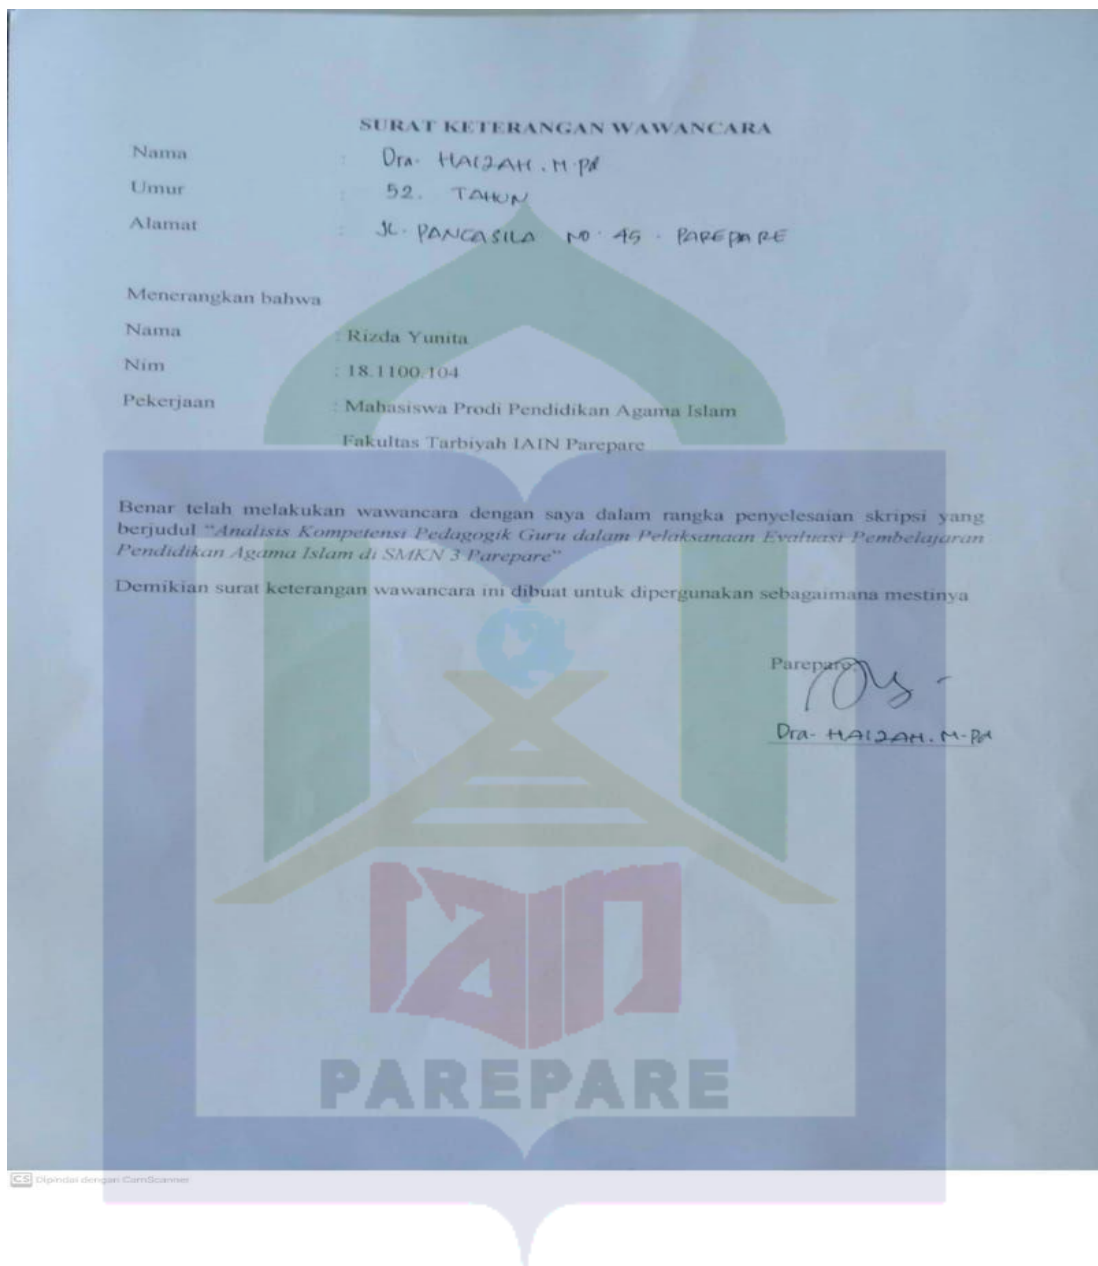 SURAT KETERANGAN WAWANCARA
Nama : Dra. HAIJAH. M.Pd
Umur : 52. TAHUN
Alamat : JL. PANCASILA NO. 45. PAREPARE
Menerangkan bahwa
Nama : Rizda Yunita
Nim : 18.1100.104
Pekerjaan : Mahasiswa Prodi Pendidikan Agama Islam
Fakultas Tarbiyah IAIN Parepare
Benar telah melakukan wawancara dengan saya dalam rangka penyelesaian skripsi yang
berjudul "Analisis Kompetensi Pedagogik Guru dalam Pelaksanaan Evaluasi Pembelajaran
Pendidikan Agama Islam di SMKN 3 Parepare"
Demikian surat keterangan wawancara ini dibuat untuk dipergunakan sebagaimana mestinya
Parepare,
Dra. HAIJAH. M.Pd
IAIN
PAREPARE
CS Dipindai dengan CamScanner